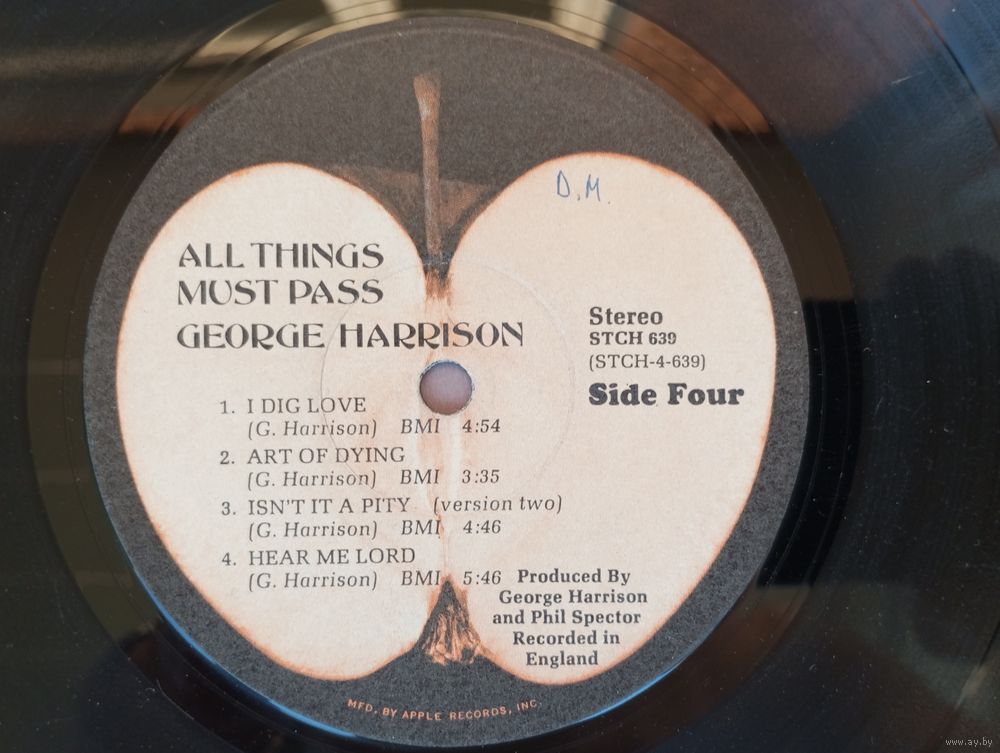 D.M.
ALL THINGS
MUST PASS
GEORGE HARRISON
Stereo
STCH 639
(STCH-4-639)
Side Four
1. I DIG LOVE
(G. Harrison) BMI 4:54
2. ART OF DYING
(G. Harrison) BMI 3:35
3. ISN'T IT A PITY (version two)
(G. Harrison) BMI 4:46
4. HEAR ME LORD
(G. Harrison) BMI 5:46
Produced By
George Harrison
and Phil Spector
Recorded in
England
MFD. BY APPLE RECORDS, INC.
www.ay.by